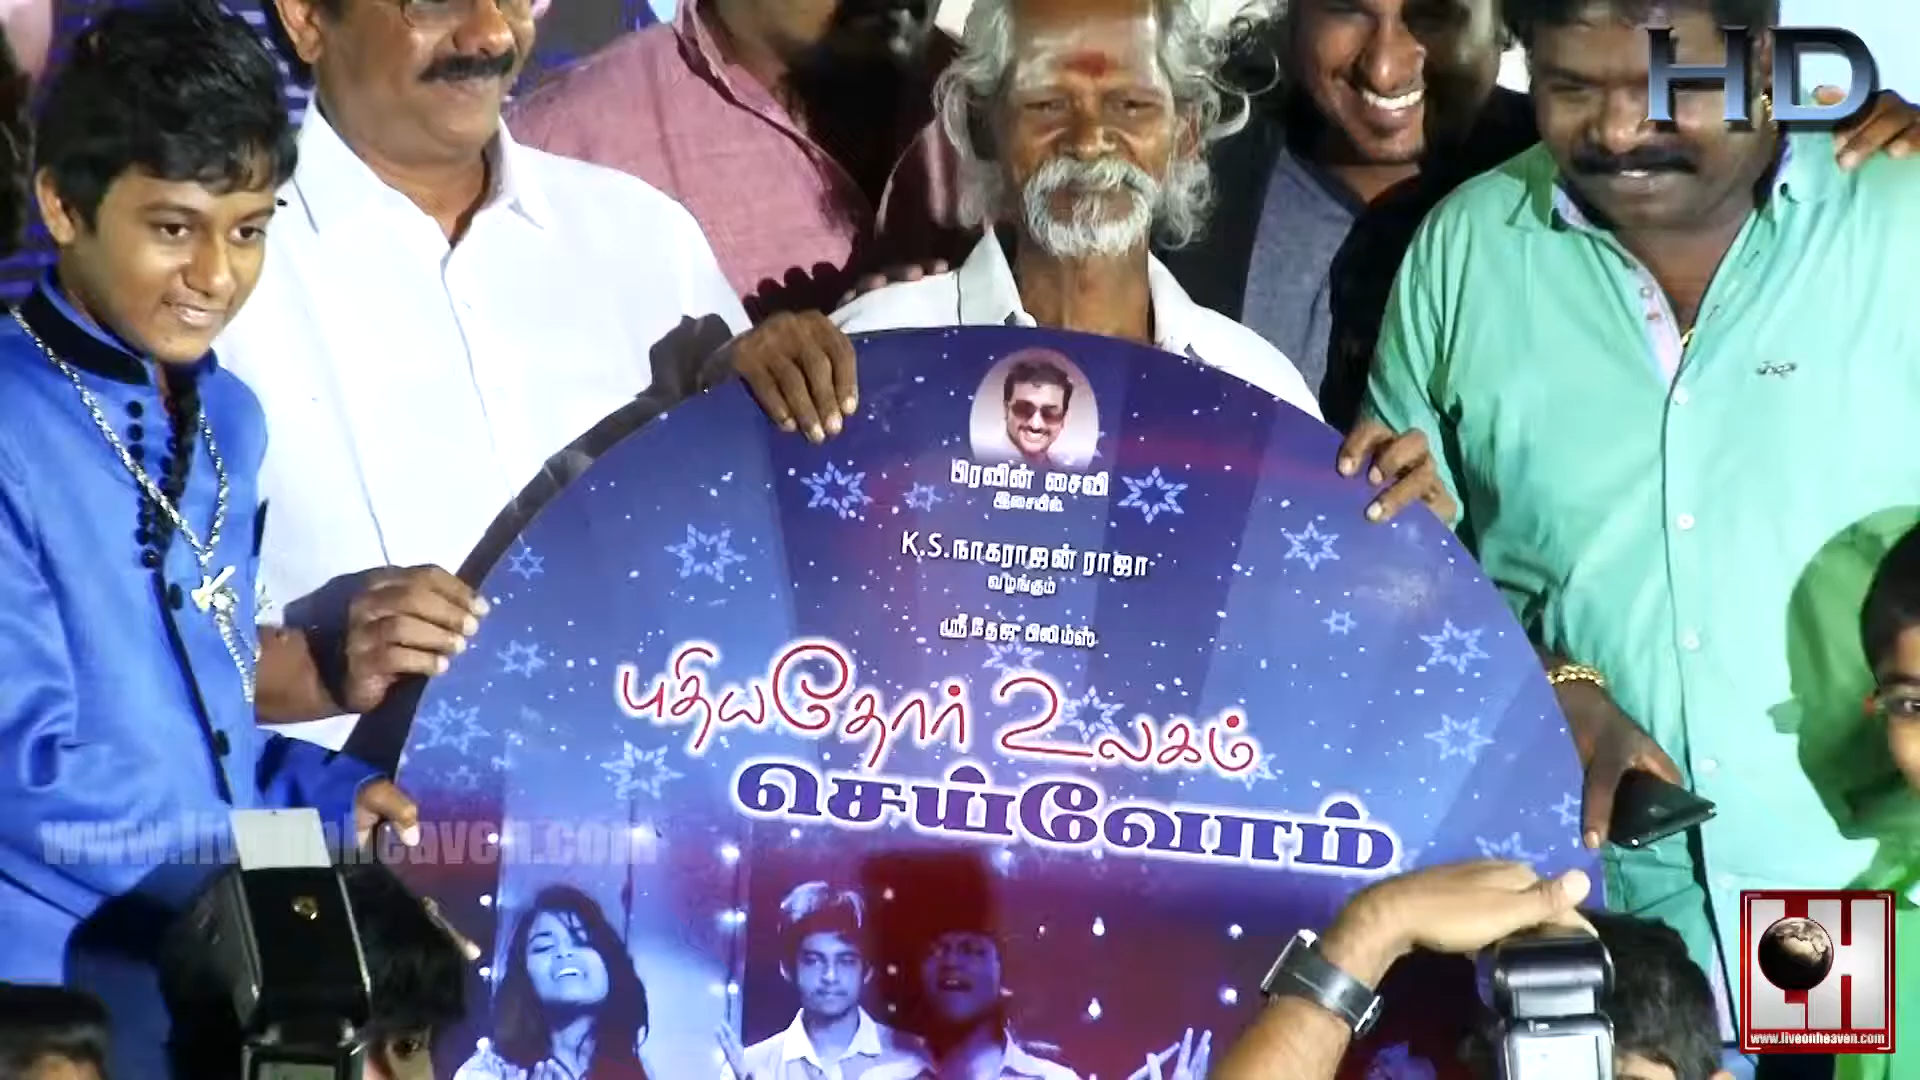 HD
பிரவின் சைவி
இசையில்
K.S.நாகராஜன் ராஜா
வழங்கும்
ஸ்ரீ தேஜு பிலிம்ஸ்
புதியதோர் உலகம்
செய்வோம்
www.liveonheaven.com
LH
www.liveonheaven.com